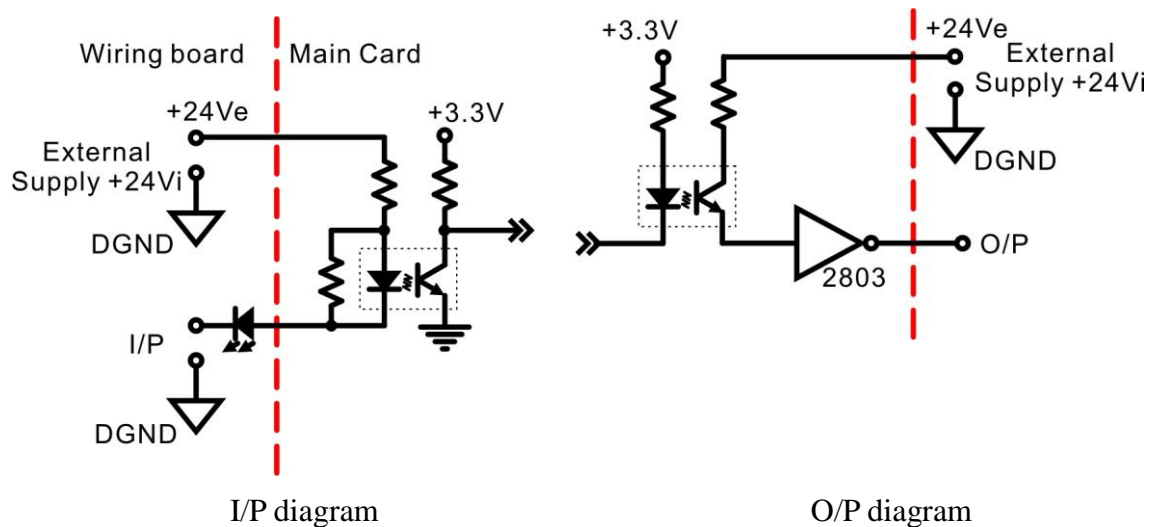 Wiring board
Main Card
+24Ve
+3.3V
External
Supply +24Vi
DGND
I/P
DGND
I/P diagram
+3.3V
+24Ve
External
Supply +24Vi
DGND
2803
O/P
O/P diagram